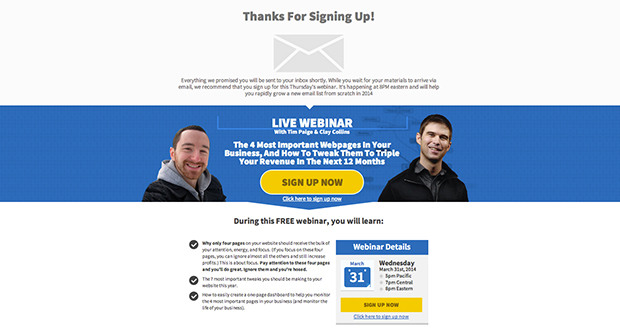 Thanks For Signing Up!
Everything we promised you will be sent to your inbox shortly. While you wait for your materials to arrive via
email, we recommend that you sign up for this Thursday's webinar. It's happening at 8PM eastern and will help
you rapidly grow a new email list from scratch in 2014
LIVE WEBINAR
With Tim Paige & Clay Collins
The 4 Most Important Webpages In Your
Business, And How To Tweak Them To Triple
Your Revenue In The Next 12 Months
SIGN UP NOW
Click here to sign up now
During this FREE webinar, you will learn:
Why only four pages on your website should receive the bulk of
your attention, energy, and focus. (If you focus on these four
pages, you can ignore almost all the others and still increase
profits.) This is about focus. Pay attention to these four pages
and you'll do great. Ignore them and you're hosed.
The 7 most important tweaks you should be making to your
website this year.
How to easily create a one-page dashboard to help you monitor
the 4 most important pages in your business (and monitor the
life of your business).
Webinar Details
March
31
Wednesday
March 31st, 2014
5pm Pacific
7pm Central
8pm Eastern
SIGN UP NOW
Click here to sign up now